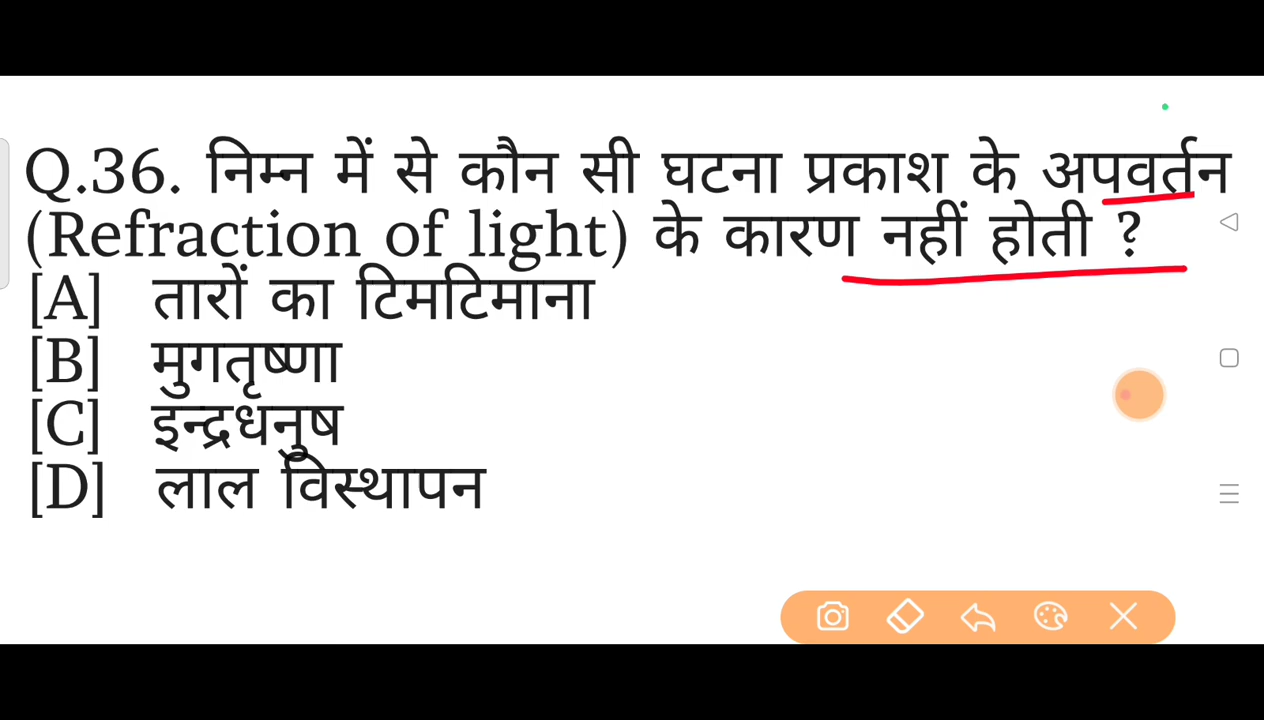 Q.36. निम्न में से कौन सी घटना प्रकाश के अपवर्तन
(Refraction of light) के कारण नहीं होती ?
[A] तारों का टिमटिमाना
[B] मुगतृष्णा
[C] इन्द्रधनुष
[D] लाल विस्थापन